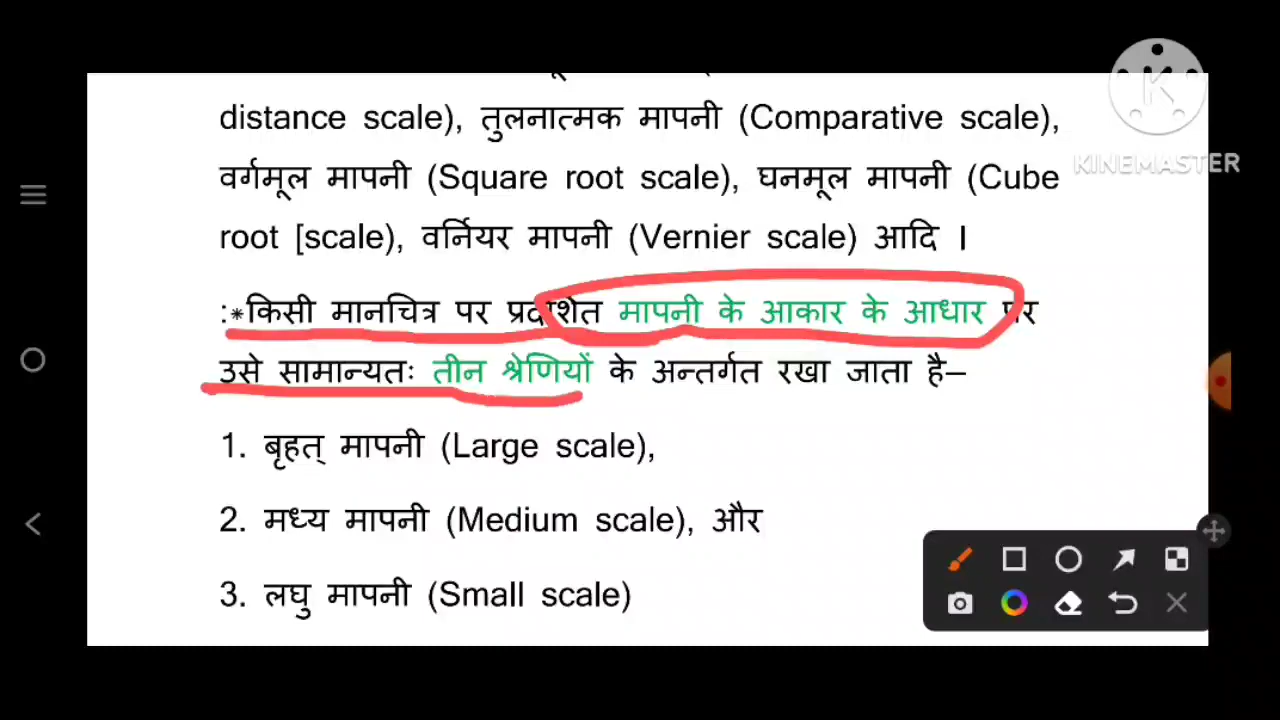 distance scale), तुलनात्मक मापनी (Comparative scale),
वर्गमूल मापनी (Square root scale), घनमूल मापनी (Cube
root [scale), वर्नियर मापनी (Vernier scale) आदि ।
:*किसी मानचित्र पर प्रदर्शित मापनी के आकार के आधार पर
उसे सामान्यतः तीन श्रेणियों के अन्तर्गत रखा जाता है–
1. बृहत् मापनी (Large scale),
2. मध्य मापनी (Medium scale), और
3. लघु मापनी (Small scale)
KINEMASTER